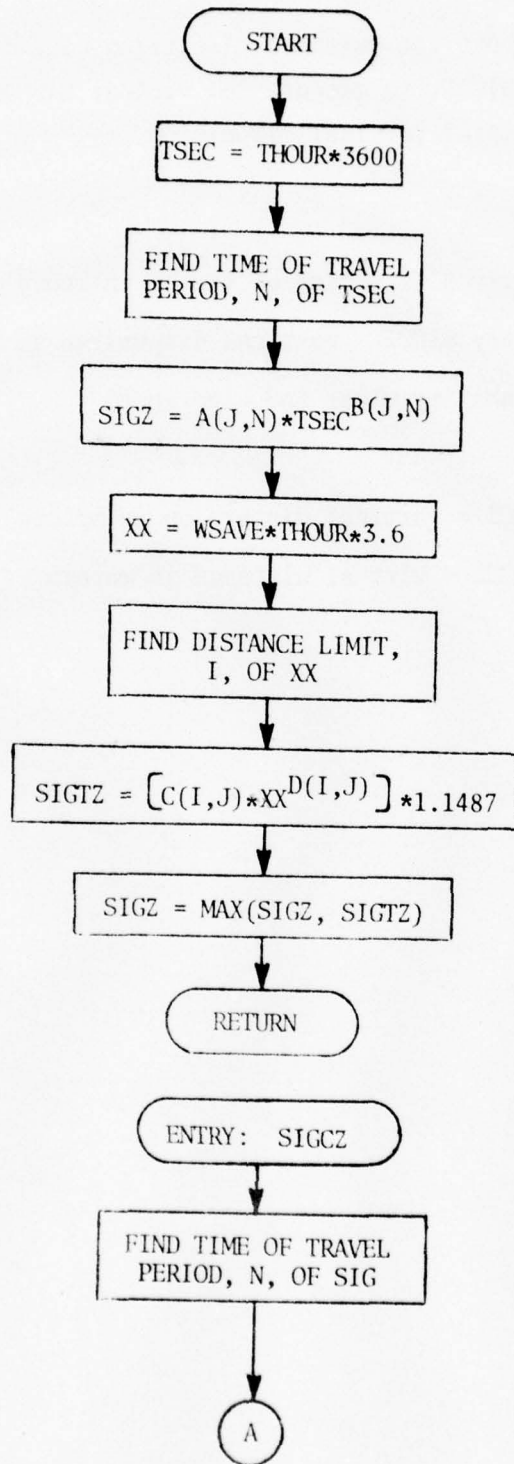 START
TSEC = THOUR*3600
FIND TIME OF TRAVEL
PERIOD, N, OF TSEC
SIGZ = A(J,N)*TSEC^B(J,N)
XX = WSAVE*THOUR*3.6
FIND DISTANCE LIMIT,
I, OF XX
SIGTZ = [C(I,J)*XX^D(I,J)] *1.1487
SIGZ = MAX(SIGZ, SIGTZ)
RETURN
ENTRY: SIGCZ
FIND TIME OF TRAVEL
PERIOD, N, OF SIG
A